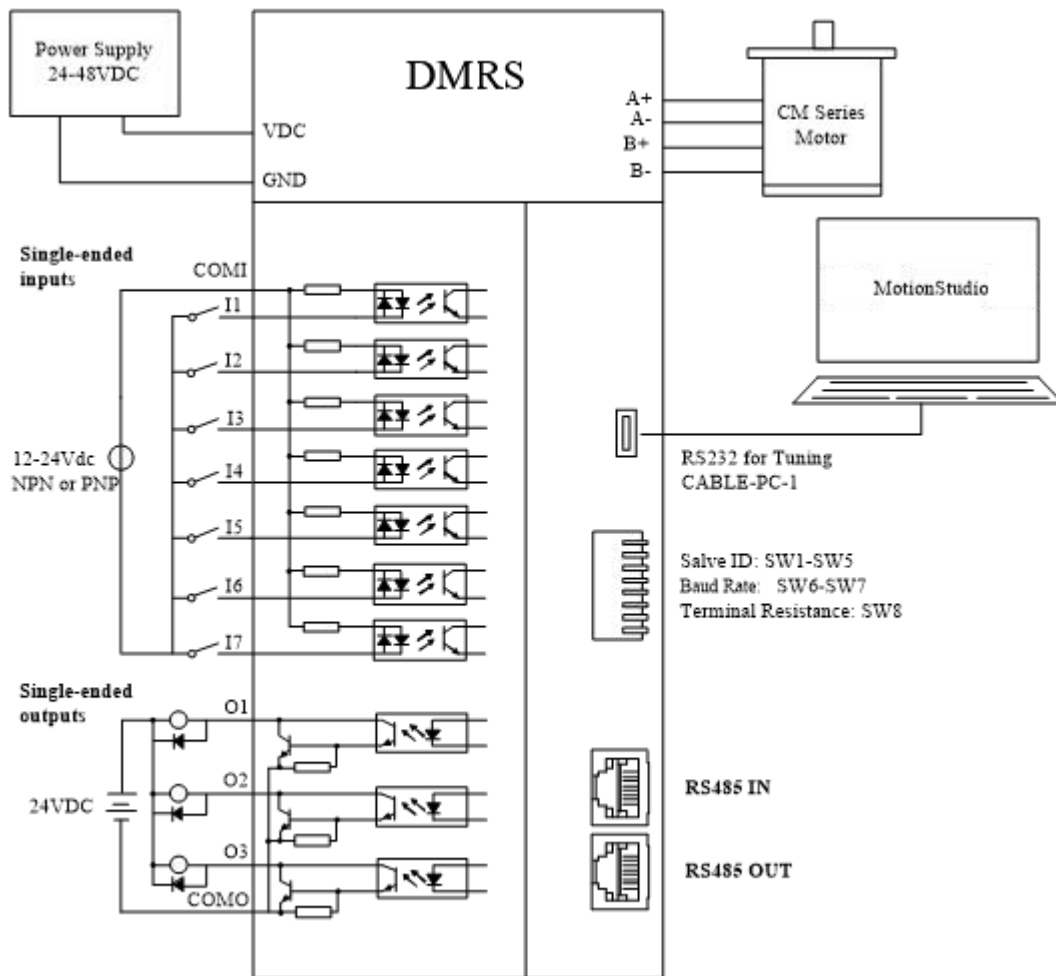 Power Supply
24-48VDC
DMRS
VDC
GND
A+
A-
B+
B-
CM Series
Motor
Single-ended
inputs
COMI
I1
I2
I3
I4
I5
I6
I7
12-24Vdc
NPN or PNP
MotionStudio
RS232 for Tuning
CABLE-PC-1
Salve ID: SW1-SW5
Baud Rate: SW6-SW7
Terminal Resistance: SW8
Single-ended
outputs
O1
O2
24VDC
O3
COMO
RS485 IN
RS485 OUT